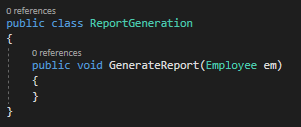 0 references
public class ReportGeneration
{
0 references
public void GenerateReport(Employee em)
{
}
}